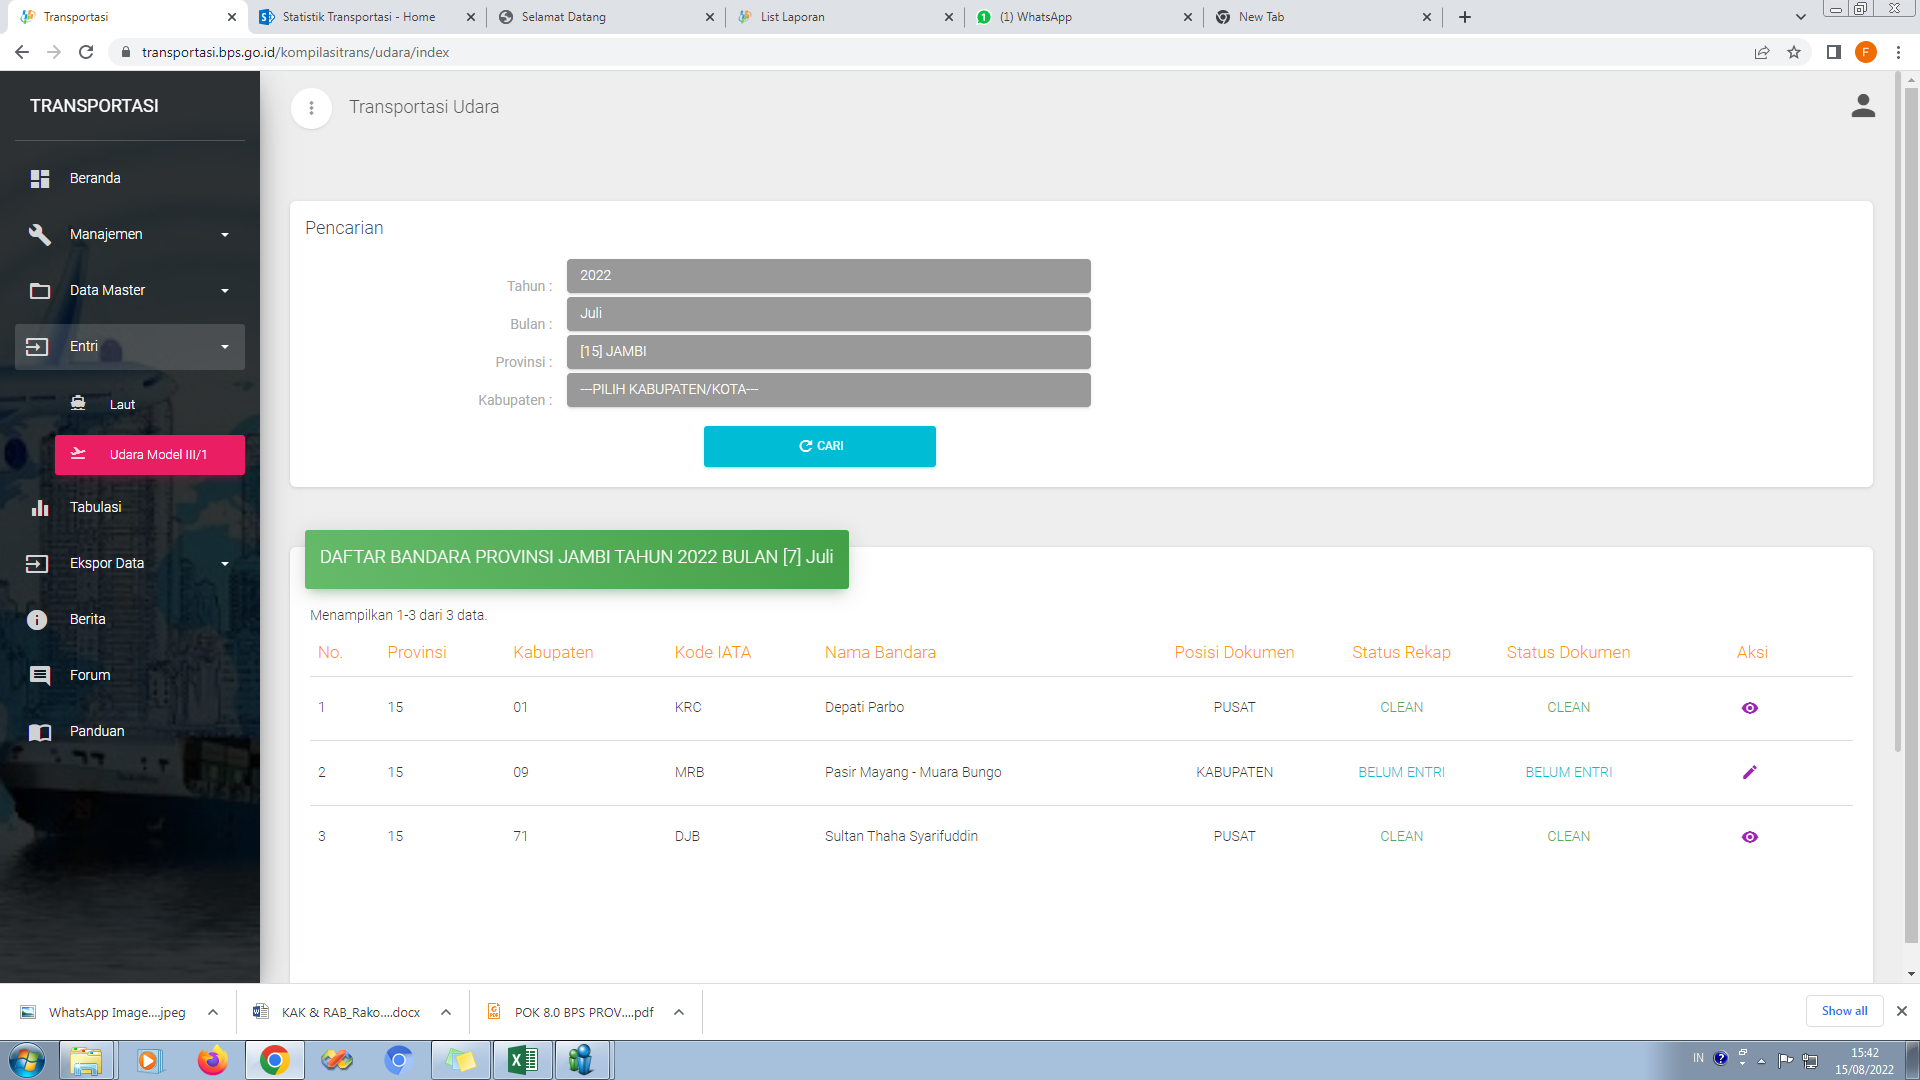 Transportasi
Statistik Transportasi - Home
Selamat Datang
List Laporan
(1) WhatsApp
New Tab
transportasi.bps.go.id/kompilasitrans/udara/index
F
TRANSPORTASI
Transportasi Udara
Beranda
Manajemen
Data Master
Entri
Laut
Udara Model III/1
Tabulasi
Ekspor Data
Berita
Forum
Panduan
Pencarian
Tahun : 2022
Bulan : Juli
Provinsi : [15] JAMBI
Kabupaten : ---PILIH KABUPATEN/KOTA---
CARI
DAFTAR BANDARA PROVINSI JAMBI TAHUN 2022 BULAN [7] Juli
Menampilkan 1-3 dari 3 data.
No. Provinsi Kabupaten Kode IATA Nama Bandara Posisi Dokumen Status Rekap Status Dokumen Aksi
1 15 01 KRC Depati Parbo PUSAT CLEAN CLEAN
2 15 09 MRB Pasir Mayang - Muara Bungo KABUPATEN BELUM ENTRI BELUM ENTRI
3 15 71 DJB Sultan Thaha Syarifuddin PUSAT CLEAN CLEAN
WhatsApp Image....jpeg
KAK & RAB_Rako....docx
POK 8.0 BPS PROV....pdf
Show all
IN
15:42
15/08/2022